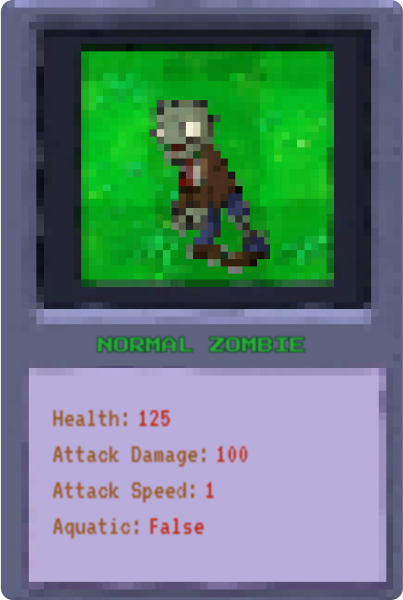 NORMAL ZOMBIE
Health: 125
Attack Damage: 100
Attack Speed: 1
Aquatic: False